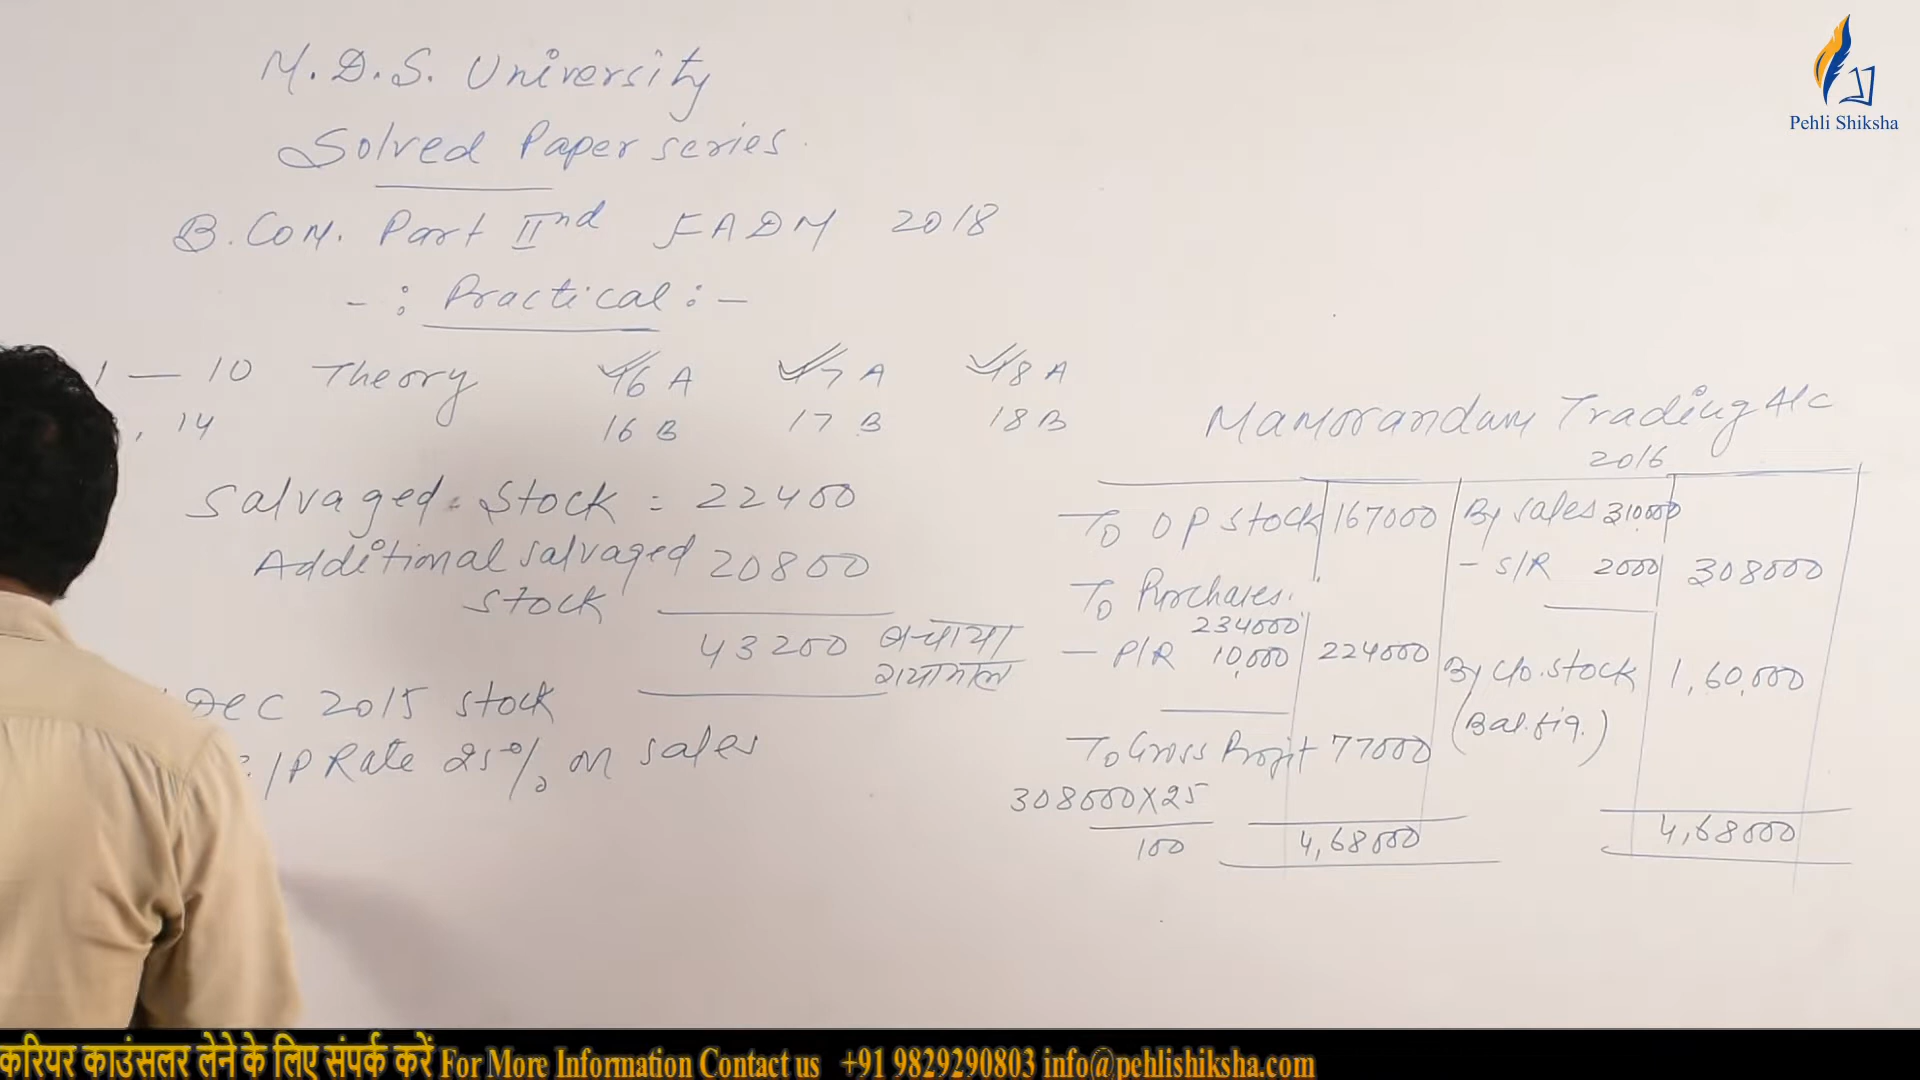 M.D.S. University
Solved Paper series
B.Com. Part IInd FADM 2018
-: Practical :-
1 — 10 Theory 16 A 17 A 18 A
, 14 16 B 17 B 18 B
Salvaged Stock = 22400
Additional salvaged 20800
Stock
43200 बचाया
गयामाल
Dec 2015 stock
/P Rate 25% on sales
Mamorandum Trading A/c
2016
To OP Stock 167000 By sales 310000
- S/R 2000 308000
To Purchases.
234000
- P/R 10,000 224000 By Clo. Stock 1,60,000
(Bal. fig.)
To Gross Profit 77000
308000 X 25
100
4,68000 4,68000
Pehli Shiksha
करियर काउंसलर लेने के लिए संपर्क करें For More Information Contact us +91 9829290803 info@pehlishiksha.com